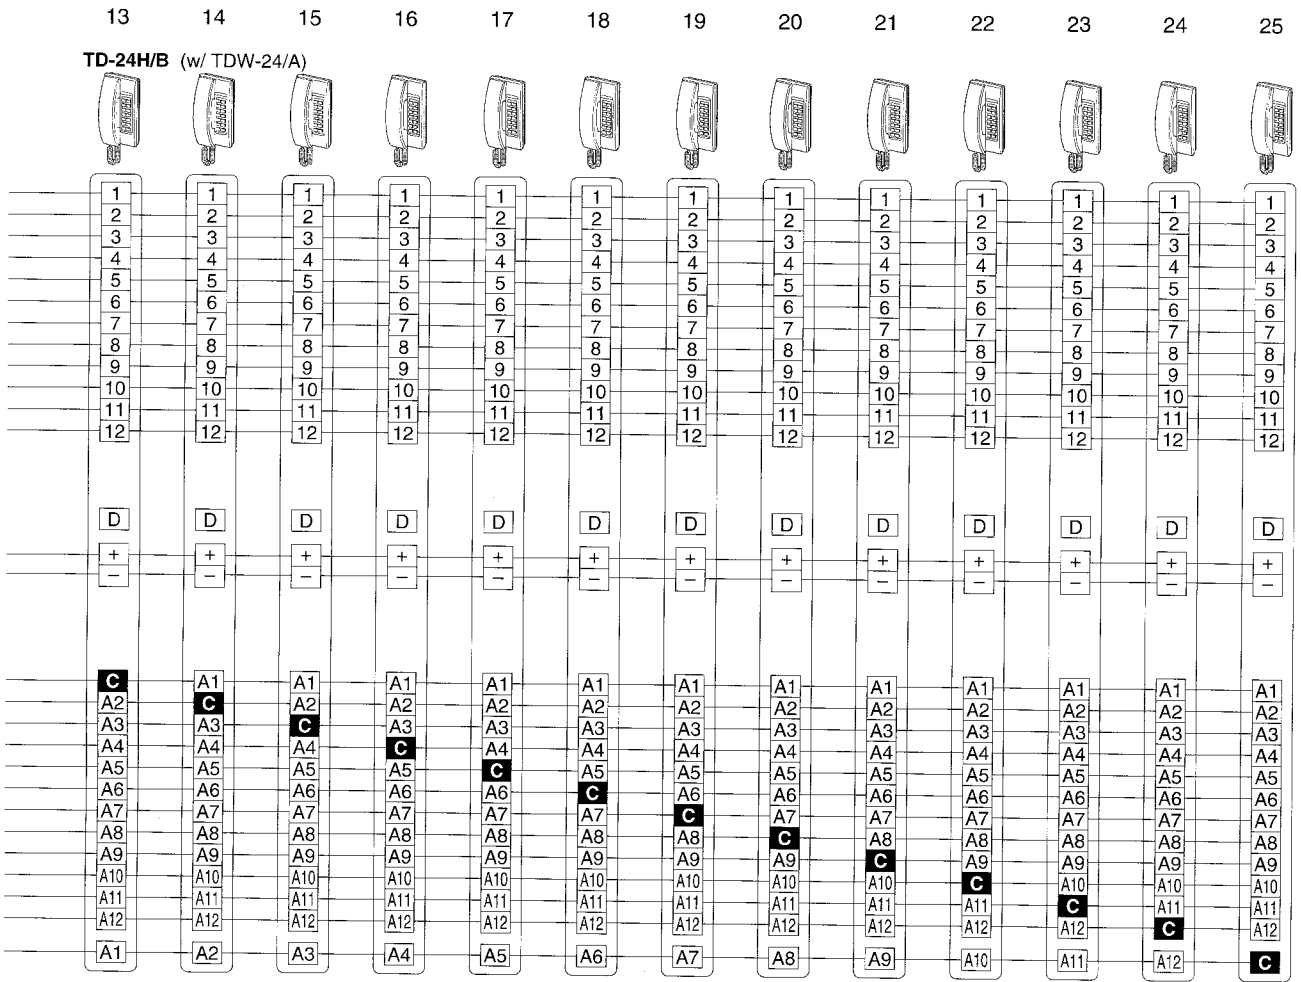 13 14 15 16 17 18 19 20 21 22 23 24 25
TD-24H/B (w/ TDW-24/A)
1 1 1 1 1 1 1 1 1 1 1 1 1
2 2 2 2 2 2 2 2 2 2 2 2 2
3 3 3 3 3 3 3 3 3 3 3 3 3
4 4 4 4 4 4 4 4 4 4 4 4 4
5 5 5 5 5 5 5 5 5 5 5 5 5
6 6 6 6 6 6 6 6 6 6 6 6 6
7 7 7 7 7 7 7 7 7 7 7 7 7
8 8 8 8 8 8 8 8 8 8 8 8 8
9 9 9 9 9 9 9 9 9 9 9 9 9
10 10 10 10 10 10 10 10 10 10 10 10 10
11 11 11 11 11 11 11 11 11 11 11 11 11
12 12 12 12 12 12 12 12 12 12 12 12 12
D D D D D D D D D D D D D
+ + + + + + + + + + + + +
− − − − − − − − − − − − −
C A1 A1 A1 A1 A1 A1 A1 A1 A1 A1 A1 A1
A2 C A2 A2 A2 A2 A2 A2 A2 A2 A2 A2 A2
A3 A3 C A3 A3 A3 A3 A3 A3 A3 A3 A3 A3
A4 A4 A4 C A4 A4 A4 A4 A4 A4 A4 A4 A4
A5 A5 A5 A5 C A5 A5 A5 A5 A5 A5 A5 A5
A6 A6 A6 A6 A6 C A6 A6 A6 A6 A6 A6 A6
A7 A7 A7 A7 A7 A7 C A7 A7 A7 A7 A7 A7
A8 A8 A8 A8 A8 A8 A8 C A8 A8 A8 A8 A8
A9 A9 A9 A9 A9 A9 A9 A9 C A9 A9 A9 A9
A10 A10 A10 A10 A10 A10 A10 A10 A10 C A10 A10 A10
A11 A11 A11 A11 A11 A11 A11 A11 A11 A11 C A11 A11
A12 A12 A12 A12 A12 A12 A12 A12 A12 A12 A12 C A12
A1 A2 A3 A4 A5 A6 A7 A8 A9 A10 A11 A12 C